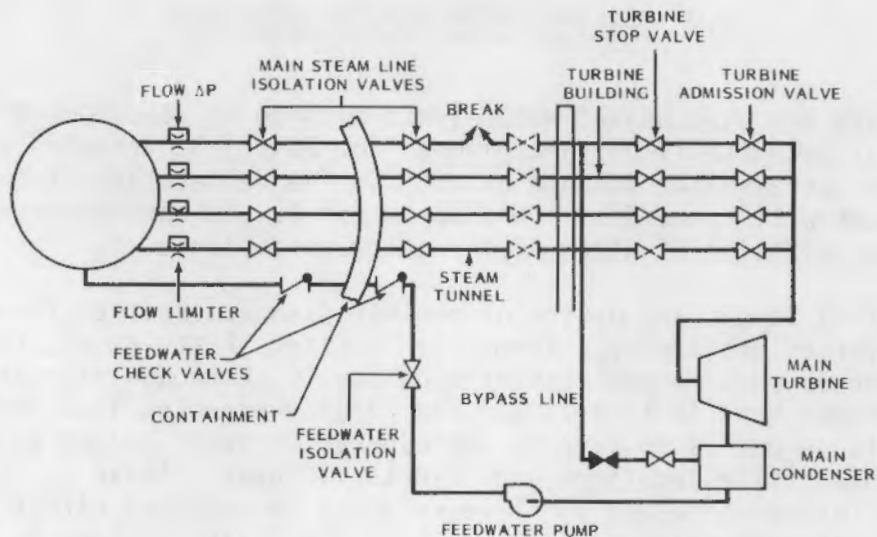 TURBINE
STOP VALVE
MAIN STEAM LINE
ISOLATION VALVES
TURBINE
BUILDING
TURBINE
ADMISSION VALVE
FLOW ΔP
BREAK
STEAM
TUNNEL
FLOW LIMITER
FEEDWATER
CHECK VALVES
CONTAINMENT
FEEDWATER
ISOLATION
VALVE
BYPASS LINE
MAIN
TURBINE
MAIN
CONDENSER
FEEDWATER PUMP